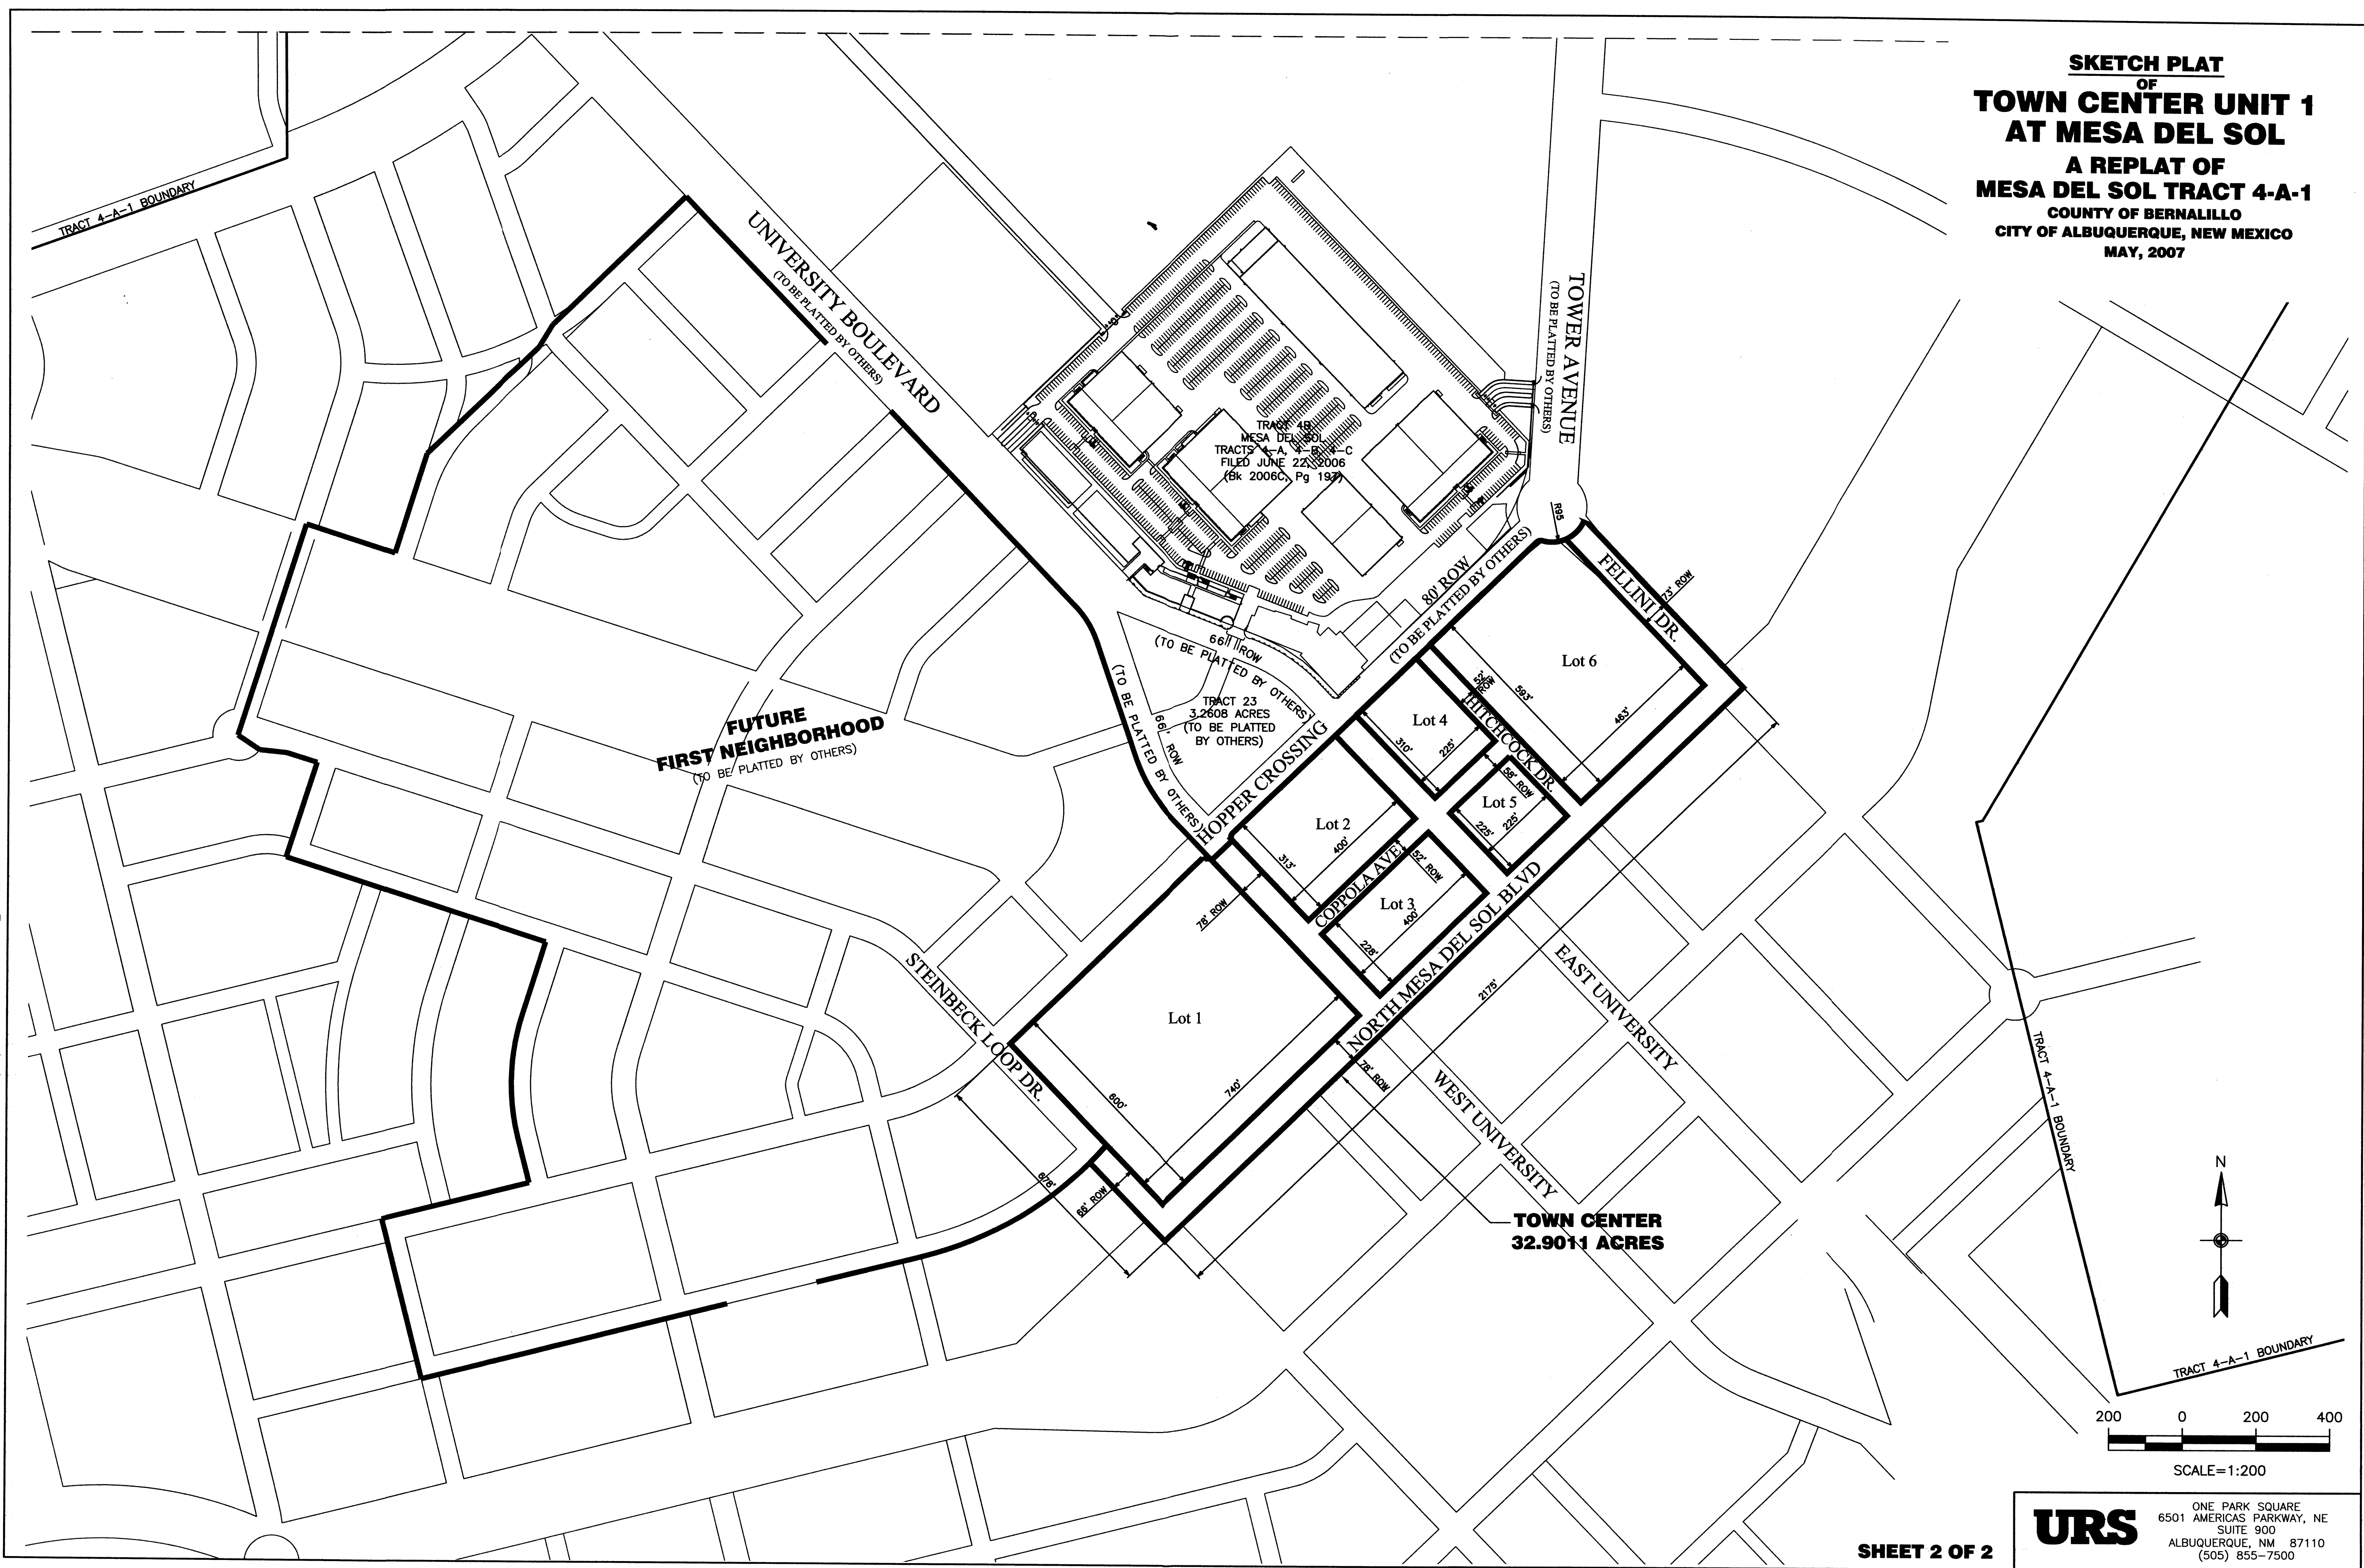 SKETCH PLAT
OF
TOWN CENTER UNIT 1
AT MESA DEL SOL
A REPLAT OF
MESA DEL SOL TRACT 4-A-1
COUNTY OF BERNALILLO
CITY OF ALBUQUERQUE, NEW MEXICO
MAY, 2007
TRACT 4-A-1 BOUNDARY
UNIVERSITY BOULEVARD
(TO BE PLATTED BY OTHERS)
TOWER AVENUE
(TO BE PLATTED BY OTHERS)
TRACT 4B
MESA DEL SOL
TRACTS 4-A, 4-B, 4-C
FILED JUNE 22, 2006
(Bk 2006C, Pg 197)
R95
80' ROW
(TO BE PLATTED BY OTHERS)
FELLINI DR.
73' ROW
66' ROW
(TO BE PLATTED BY OTHERS)
TRACT 23
3.2608 ACRES
(TO BE PLATTED
BY OTHERS)
66' ROW
(TO BE PLATTED BY OTHERS)
HOPPER CROSSING
FUTURE
FIRST NEIGHBORHOOD
(TO BE PLATTED BY OTHERS)
Lot 6
593'
463'
52'
ROW
HITCHCOCK DR.
Lot 4
310'
225'
58' ROW
Lot 5
225'
225'
Lot 2
313'
400'
COPPOLA AVE
52' ROW
Lot 3
400'
228'
78' ROW
NORTH MESA DEL SOL BLVD
2175'
Lot 1
600'
740'
78' ROW
STEINBECK LOOP DR.
678'
66' ROW
EAST UNIVERSITY
WEST UNIVERSITY
TOWN CENTER
32.9011 ACRES
TRACT 4-A-1 BOUNDARY
N
TRACT 4-A-1 BOUNDARY
200 0 200 400
SCALE=1:200
SHEET 2 OF 2
URS
ONE PARK SQUARE
6501 AMERICAS PARKWAY, NE
SUITE 900
ALBUQUERQUE, NM 87110
(505) 855-7500